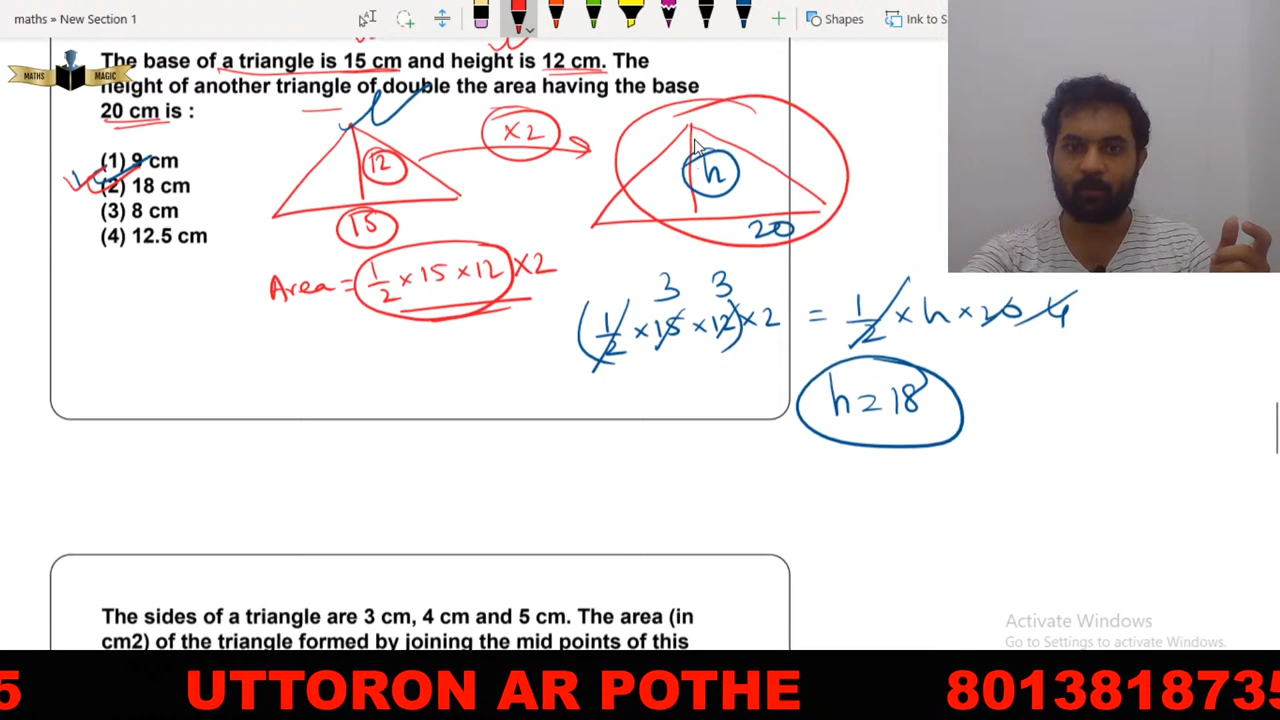 maths » New Section 1
Shapes
Ink to S
MATHS MAGIC
The base of a triangle is 15 cm and height is 12 cm. The
height of another triangle of double the area having the base
20 cm is :
(1) 9 cm
(2) 18 cm
(3) 8 cm
(4) 12.5 cm
12
15
×2
h
20
Area = 1/2 × 15 × 12 × 2
3 3
(1/2 × 15 × 12) × 2 = 1/2 × h × 20 4
h = 18
The sides of a triangle are 3 cm, 4 cm and 5 cm. The area (in
cm2) of the triangle formed by joining the mid points of this
Activate Windows
Go to Settings to activate Windows.
5 UTTORON AR POTHE 8013818735